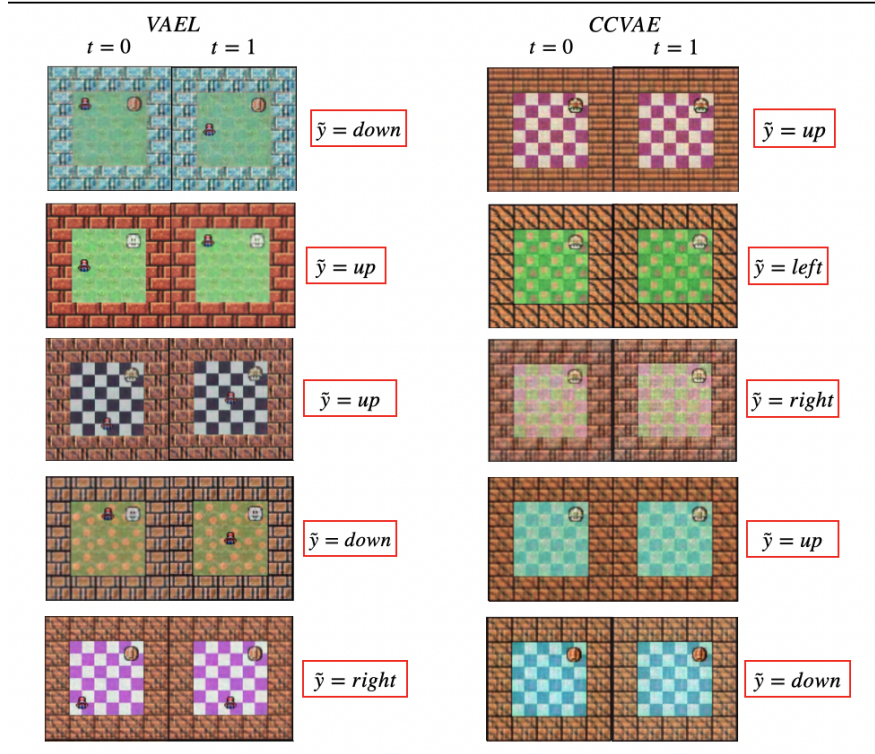 VAEL
t = 0 t = 1
ỹ = down
ỹ = up
ỹ = up
ỹ = down
ỹ = right
CCVAE
t = 0 t = 1
ỹ = up
ỹ = left
ỹ = right
ỹ = up
ỹ = down